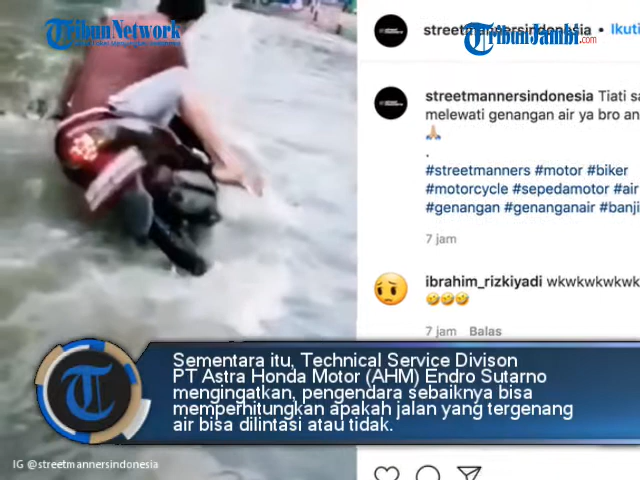 TribunNetwork
TribunJambi.com
streetmannersindonesia • Ikuti
streetmannersindonesia Tiati sa
melewati genangan air ya bro an
🙏
.
#streetmanners #motor #biker
#motorcycle #sepedamotor #air
#genangan #genanganair #banji
7 jam
ibrahim_rizkiyadi wkwkwkwkwk
🤣🤣🤣
7 jam Balas
Sementara itu, Technical Service Divison
PT Astra Honda Motor (AHM) Endro Sutarno
mengingatkan, pengendara sebaiknya bisa
memperhitungkan apakah jalan yang tergenang
air bisa dilintasi atau tidak.
IG @streetmannersindonesia